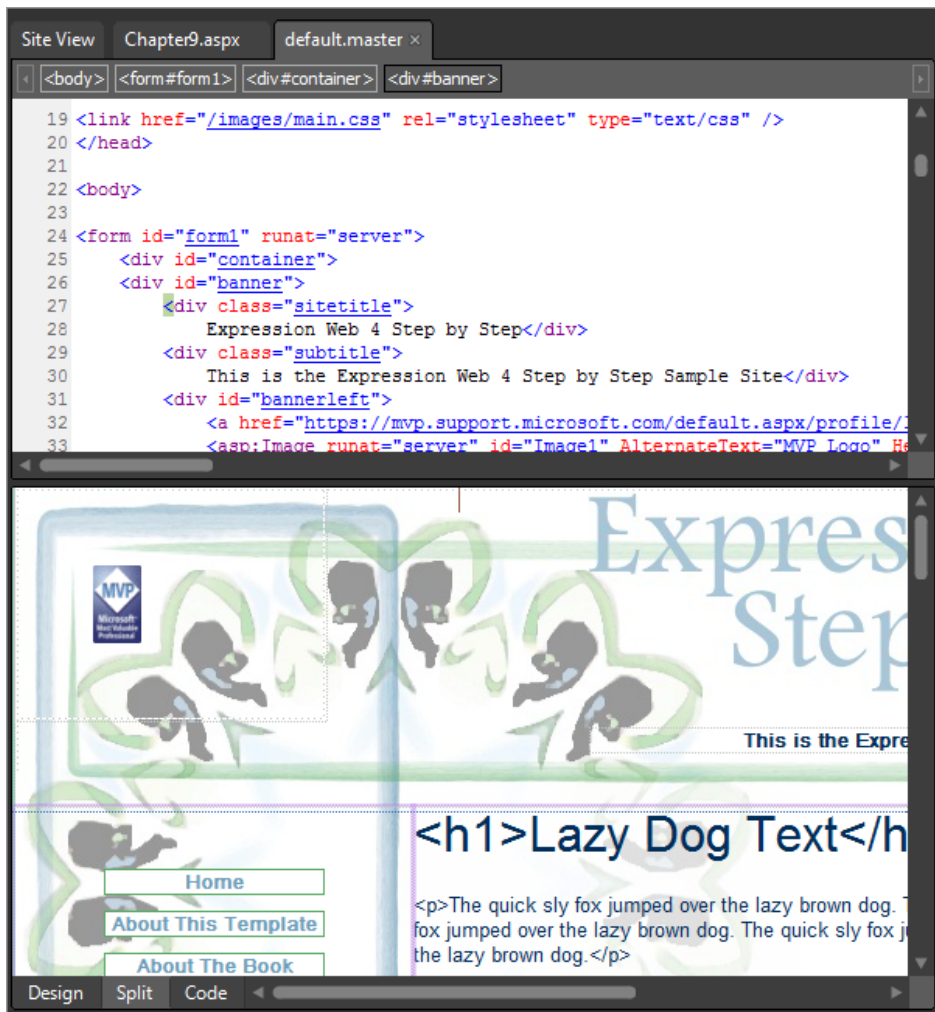 Site View Chapter9.aspx default.master ×
<body> <form#form1> <div#container> <div#banner>
19 <link href="/images/main.css" rel="stylesheet" type="text/css" />
20 </head>
21
22 <body>
23
24 <form id="form1" runat="server">
25 <div id="container">
26 <div id="banner">
27 <div class="sitetitle">
28 Expression Web 4 Step by Step</div>
29 <div class="subtitle">
30 This is the Expression Web 4 Step by Step Sample Site</div>
31 <div id="bannerleft">
32 <a href="https://mvp.support.microsoft.com/default.aspx/profile/
33 <asp:Image runat="server" id="Image1" AlternateText="MVP Logo" He
Expres
Step
MVP
Microsoft
Most Valuable
Professional
This is the Expre
<h1>Lazy Dog Text</h
Home
<p>The quick sly fox jumped over the lazy brown dog.
About This Template
fox jumped over the lazy brown dog. The quick sly fox
the lazy brown dog.</p>
About The Book
Design Split Code